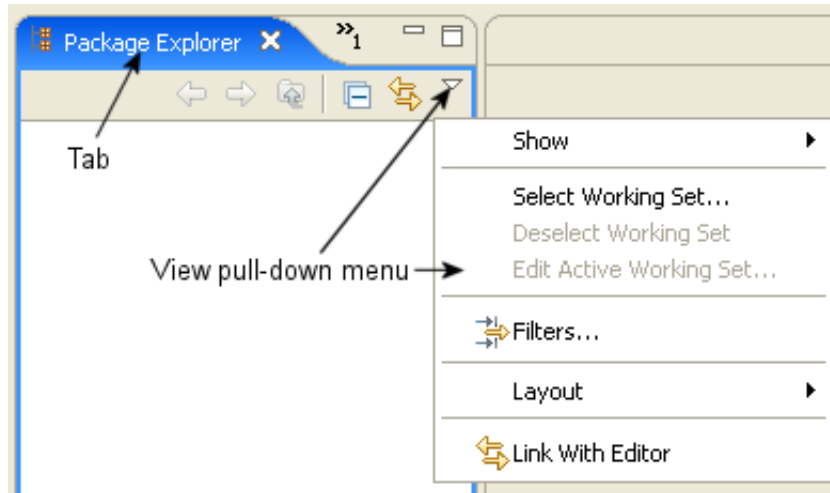 Package Explorer
»1
Tab
View pull-down menu
Show
Select Working Set...
Deselect Working Set
Edit Active Working Set...
Filters...
Layout
Link With Editor